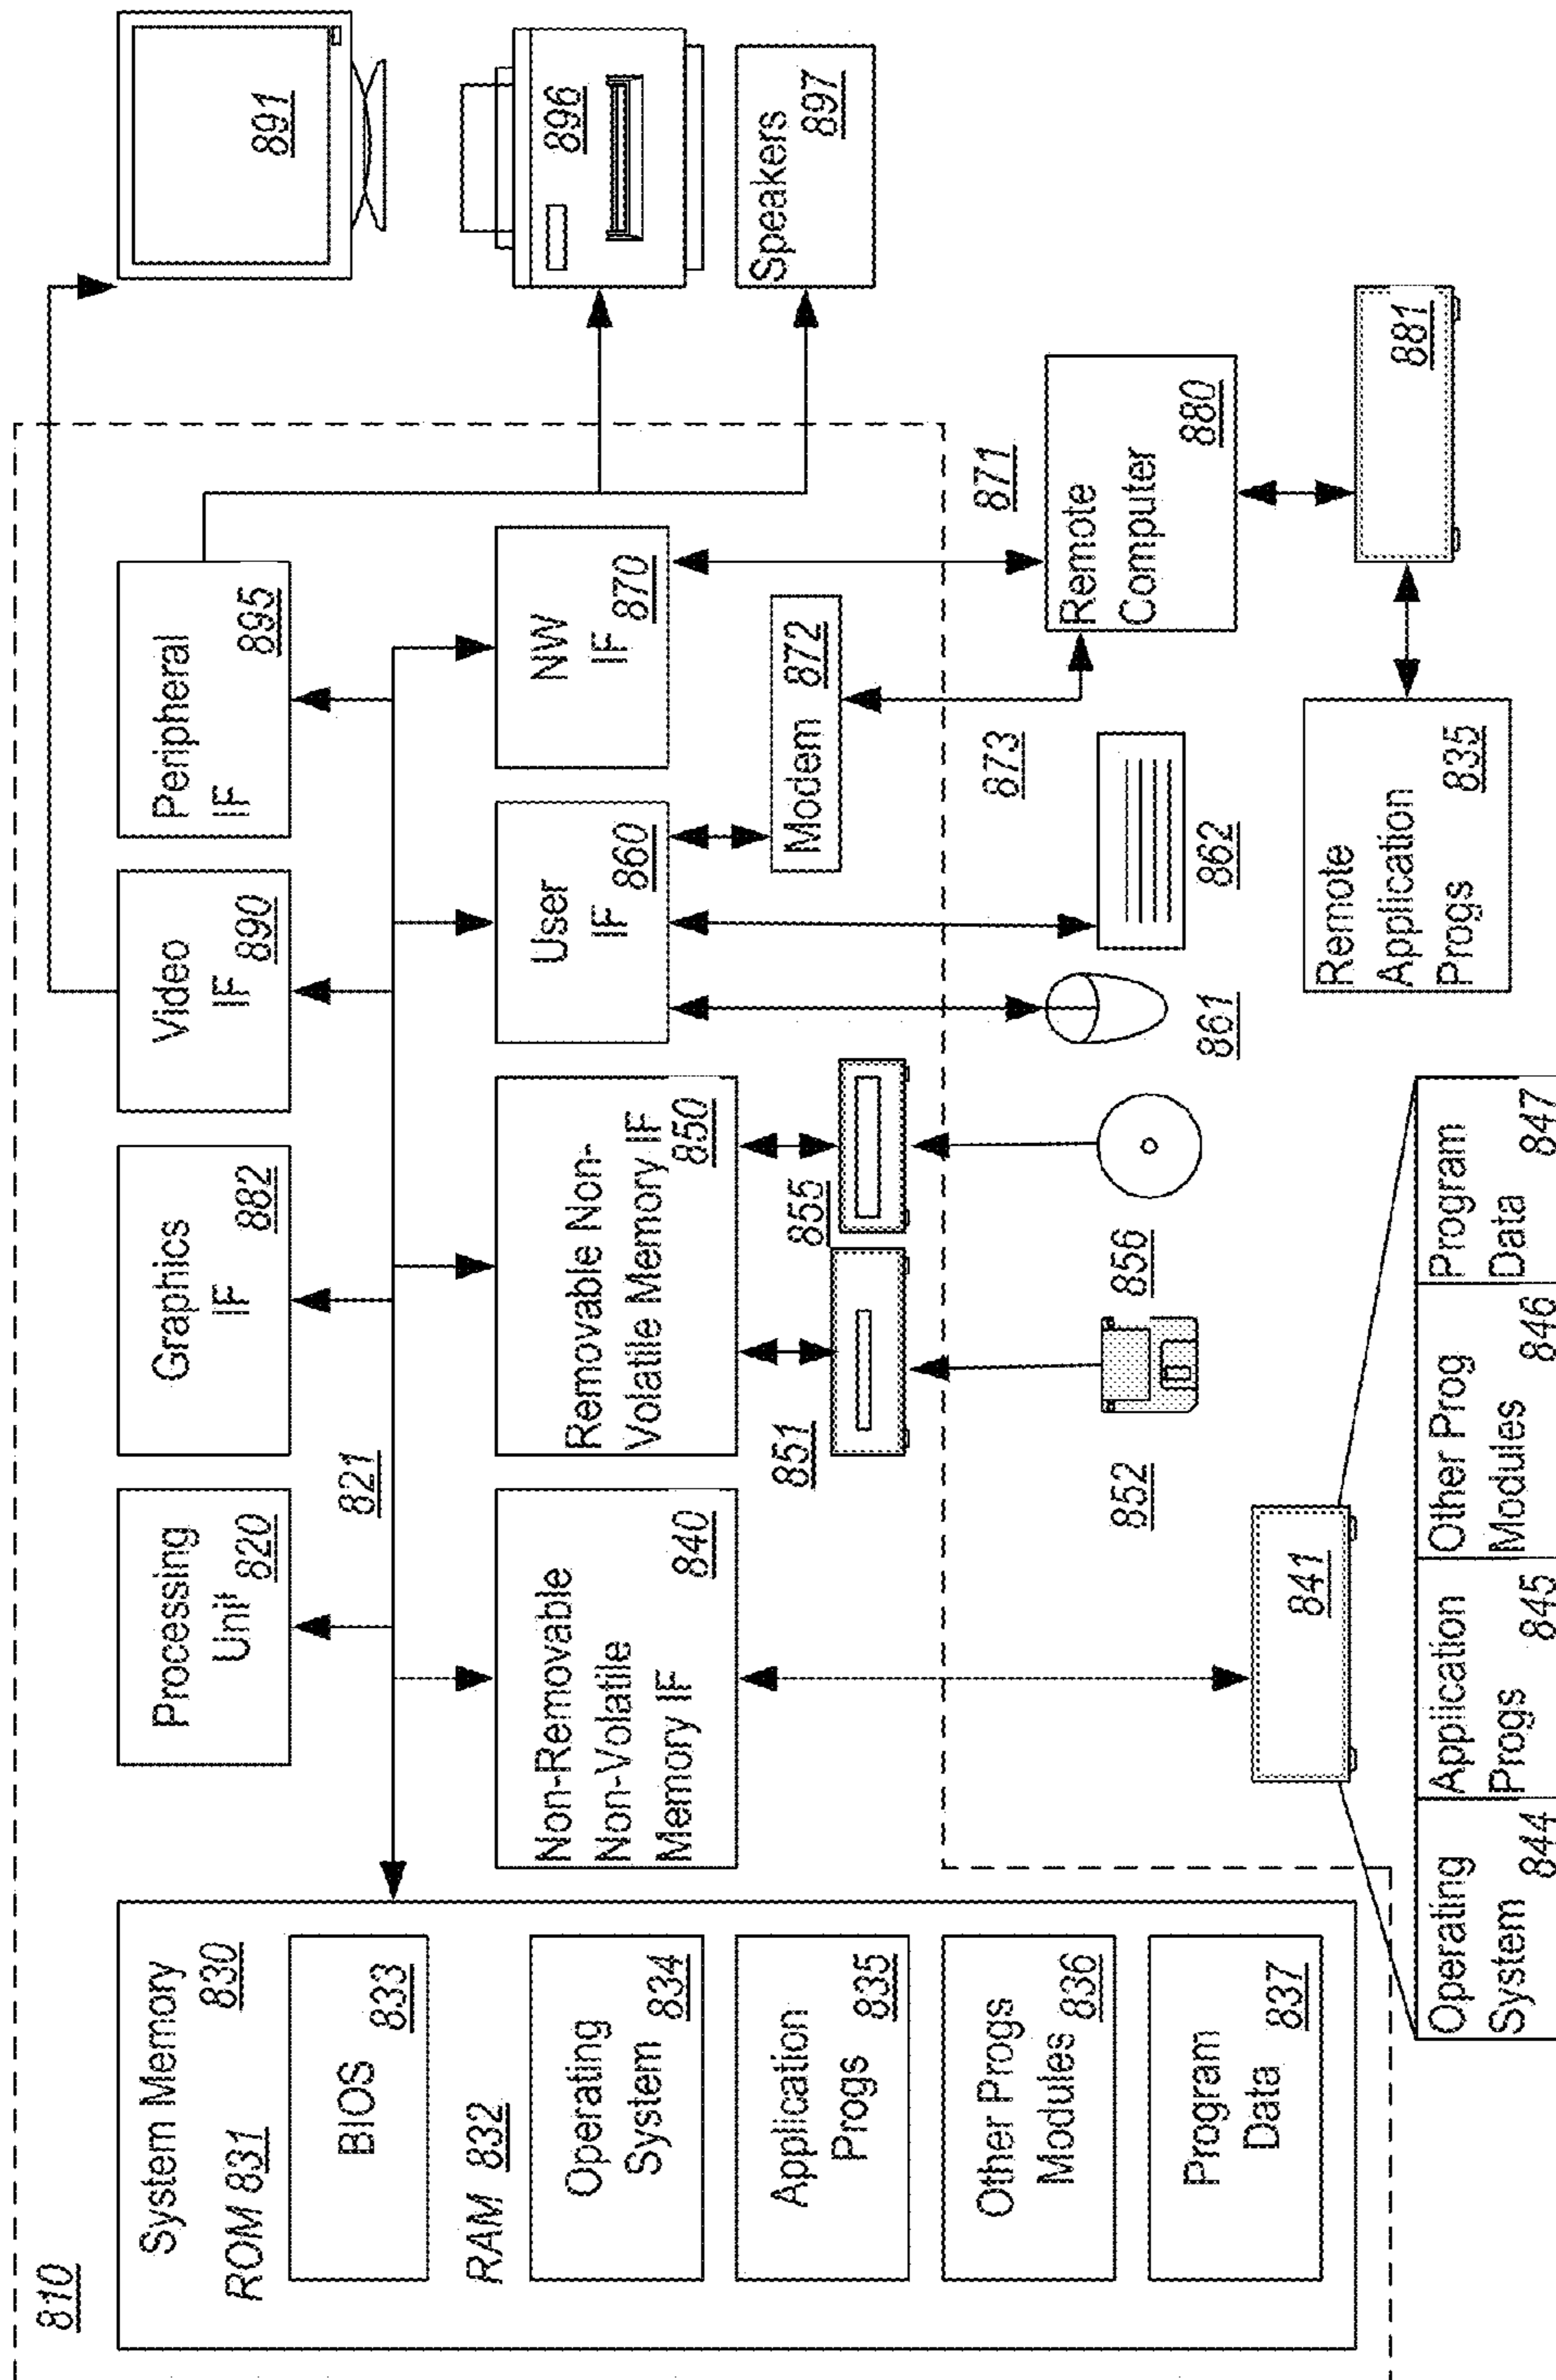 810
System Memory
830
ROM 831
BIOS
833
RAM 832
Operating
System 834
Application
Progs 835
Other Progs
Modules 836
Program
Data 837
Processing
Unit 820
Graphics
IF 882
Video
IF 890
Peripheral
IF 895
821
Non-Removable
Non-Volatile
Memory IF 840
Removable Non-
Volatile Memory IF
850
User
IF 860
NW
IF 870
851
855
Modem 872
852
856
861
862
873
871
Remote
Computer
880
841
881
Remote
Application
Progs 835
Operating
System 844
Application
Progs 845
Other Prog
Modules 846
Program
Data 847
891
896
Speakers
897